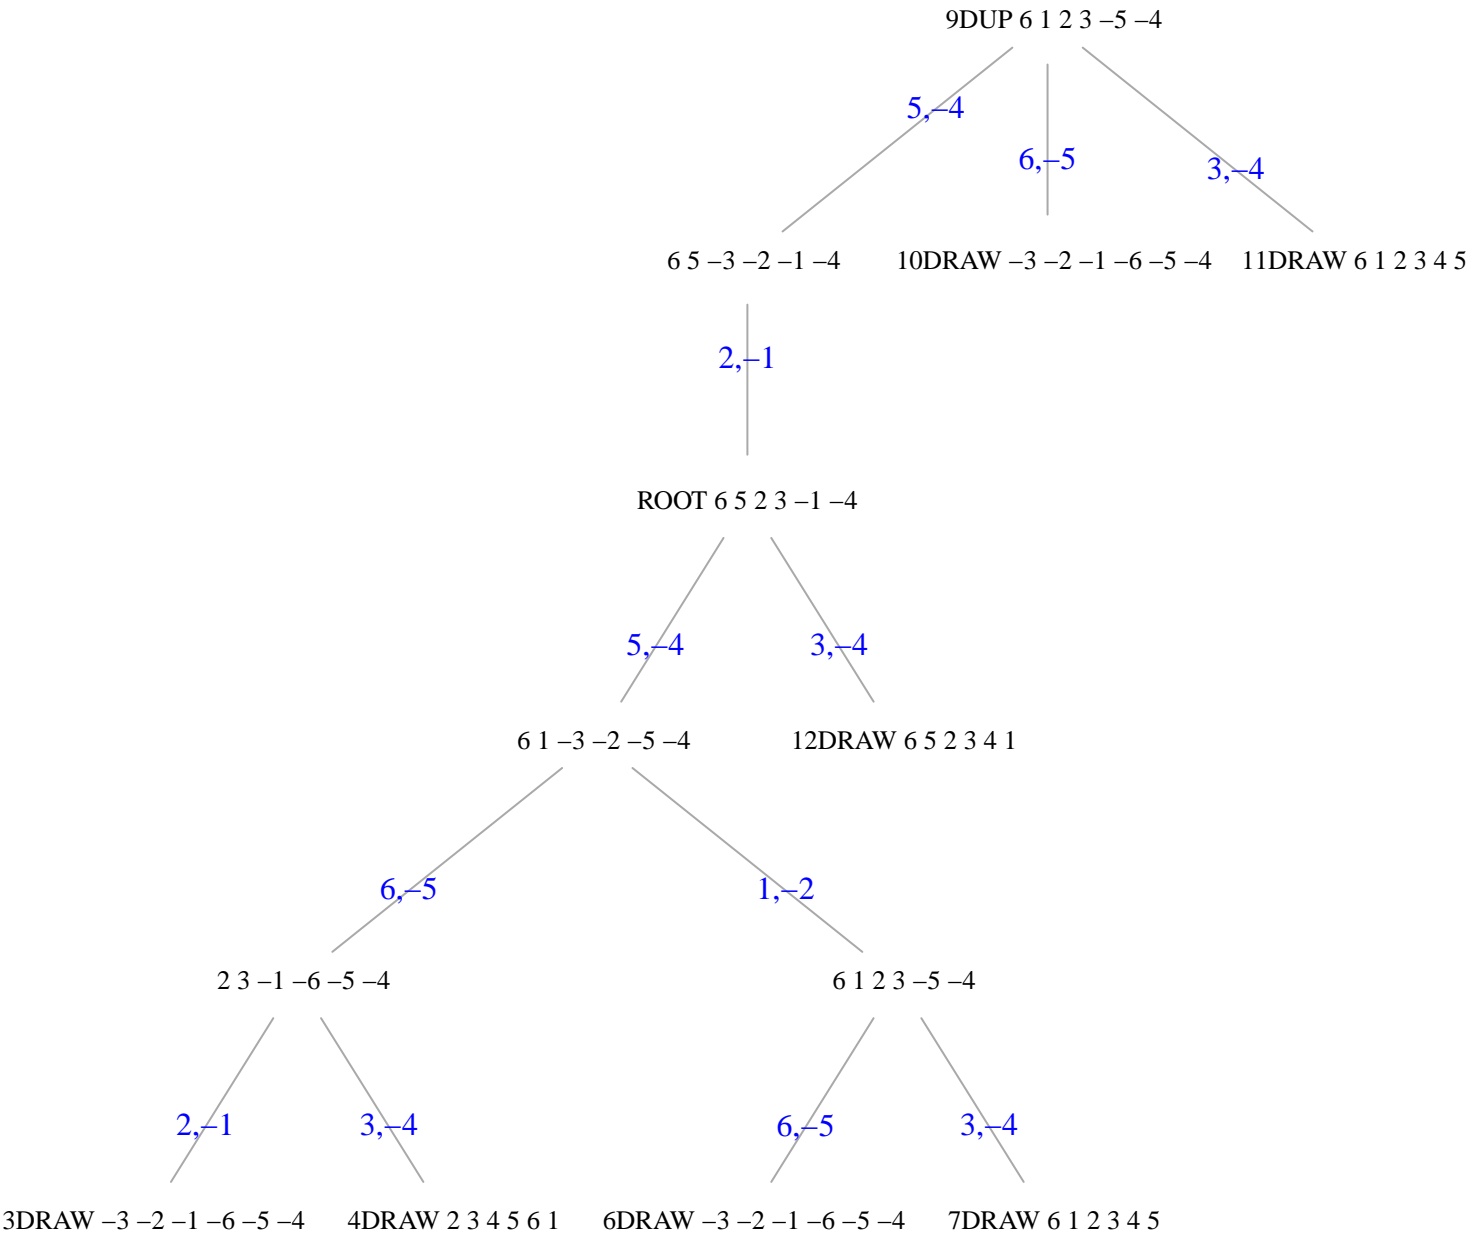 9DUP 6 1 2 3 –5 –4
5,–4
6,–5
3,–4
6 5 –3 –2 –1 –4
10DRAW –3 –2 –1 –6 –5 –4
11DRAW 6 1 2 3 4 5
2,–1
ROOT 6 5 2 3 –1 –4
5,–4
3,–4
6 1 –3 –2 –5 –4
12DRAW 6 5 2 3 4 1
6,–5
1,–2
2 3 –1 –6 –5 –4
6 1 2 3 –5 –4
2,–1
3,–4
6,–5
3,–4
3DRAW –3 –2 –1 –6 –5 –4
4DRAW 2 3 4 5 6 1
6DRAW –3 –2 –1 –6 –5 –4
7DRAW 6 1 2 3 4 5